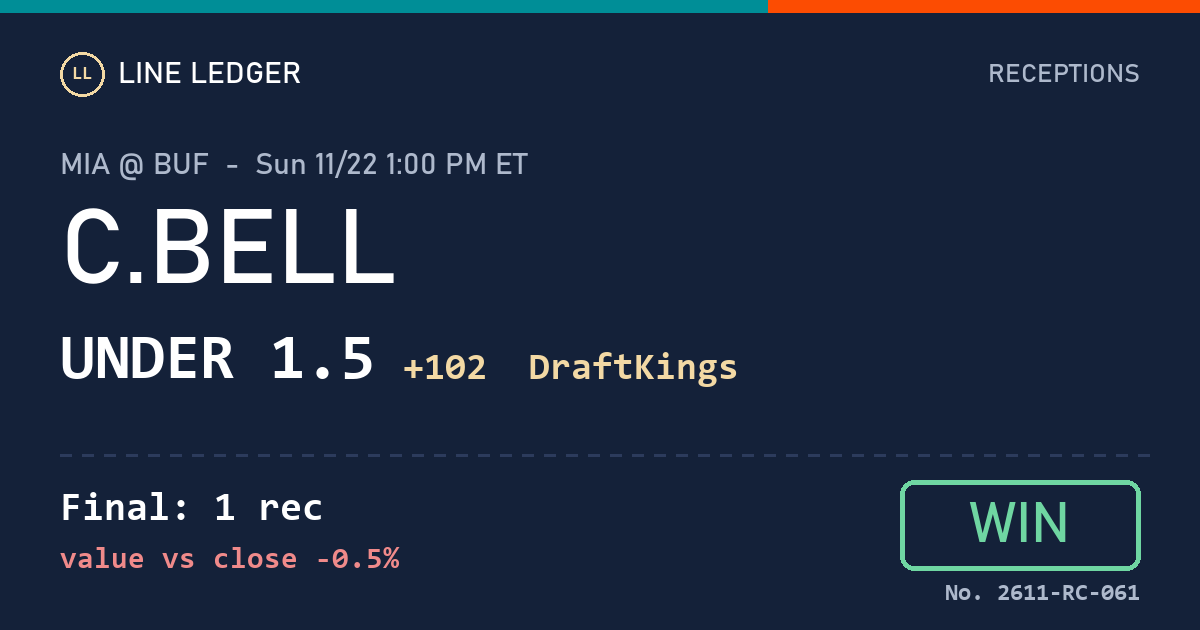 LL LINE LEDGER RECEPTIONS
MIA @ BUF - Sun 11/22 1:00 PM ET
C.BELL
UNDER 1.5 +102 DraftKings
Final: 1 rec
WIN
value vs close -0.5%
No. 2611-RC-061